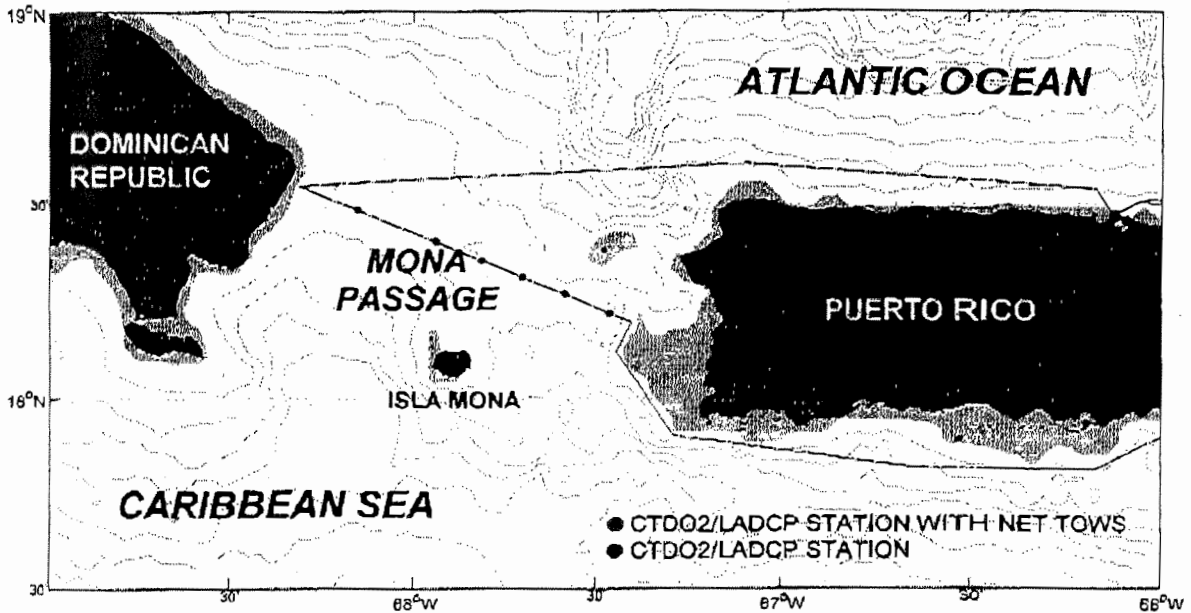 19°N
ATLANTIC OCEAN
DOMINICAN
REPUBLIC
30'
MONA
PASSAGE
PUERTO RICO
ISLA MONA
16°N
CARIBBEAN SEA
CTDO2/LADCP STATION WITH NET TOWS
CTDO2/LADCP STATION
30
30'
68°W
30'
67°W
30'
66°W